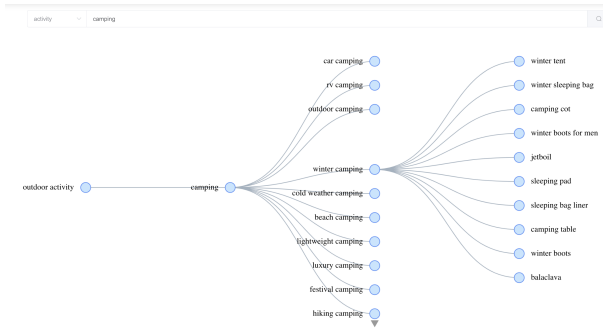 activity
camping
car camping
rv camping
outdoor camping
winter camping
cold weather camping
beach camping
lightweight camping
luxury camping
festival camping
hiking camping
outdoor activity
camping
winter tent
winter sleeping bag
camping cot
winter boots for men
jetboil
sleeping pad
sleeping bag liner
camping table
winter boots
balaclava